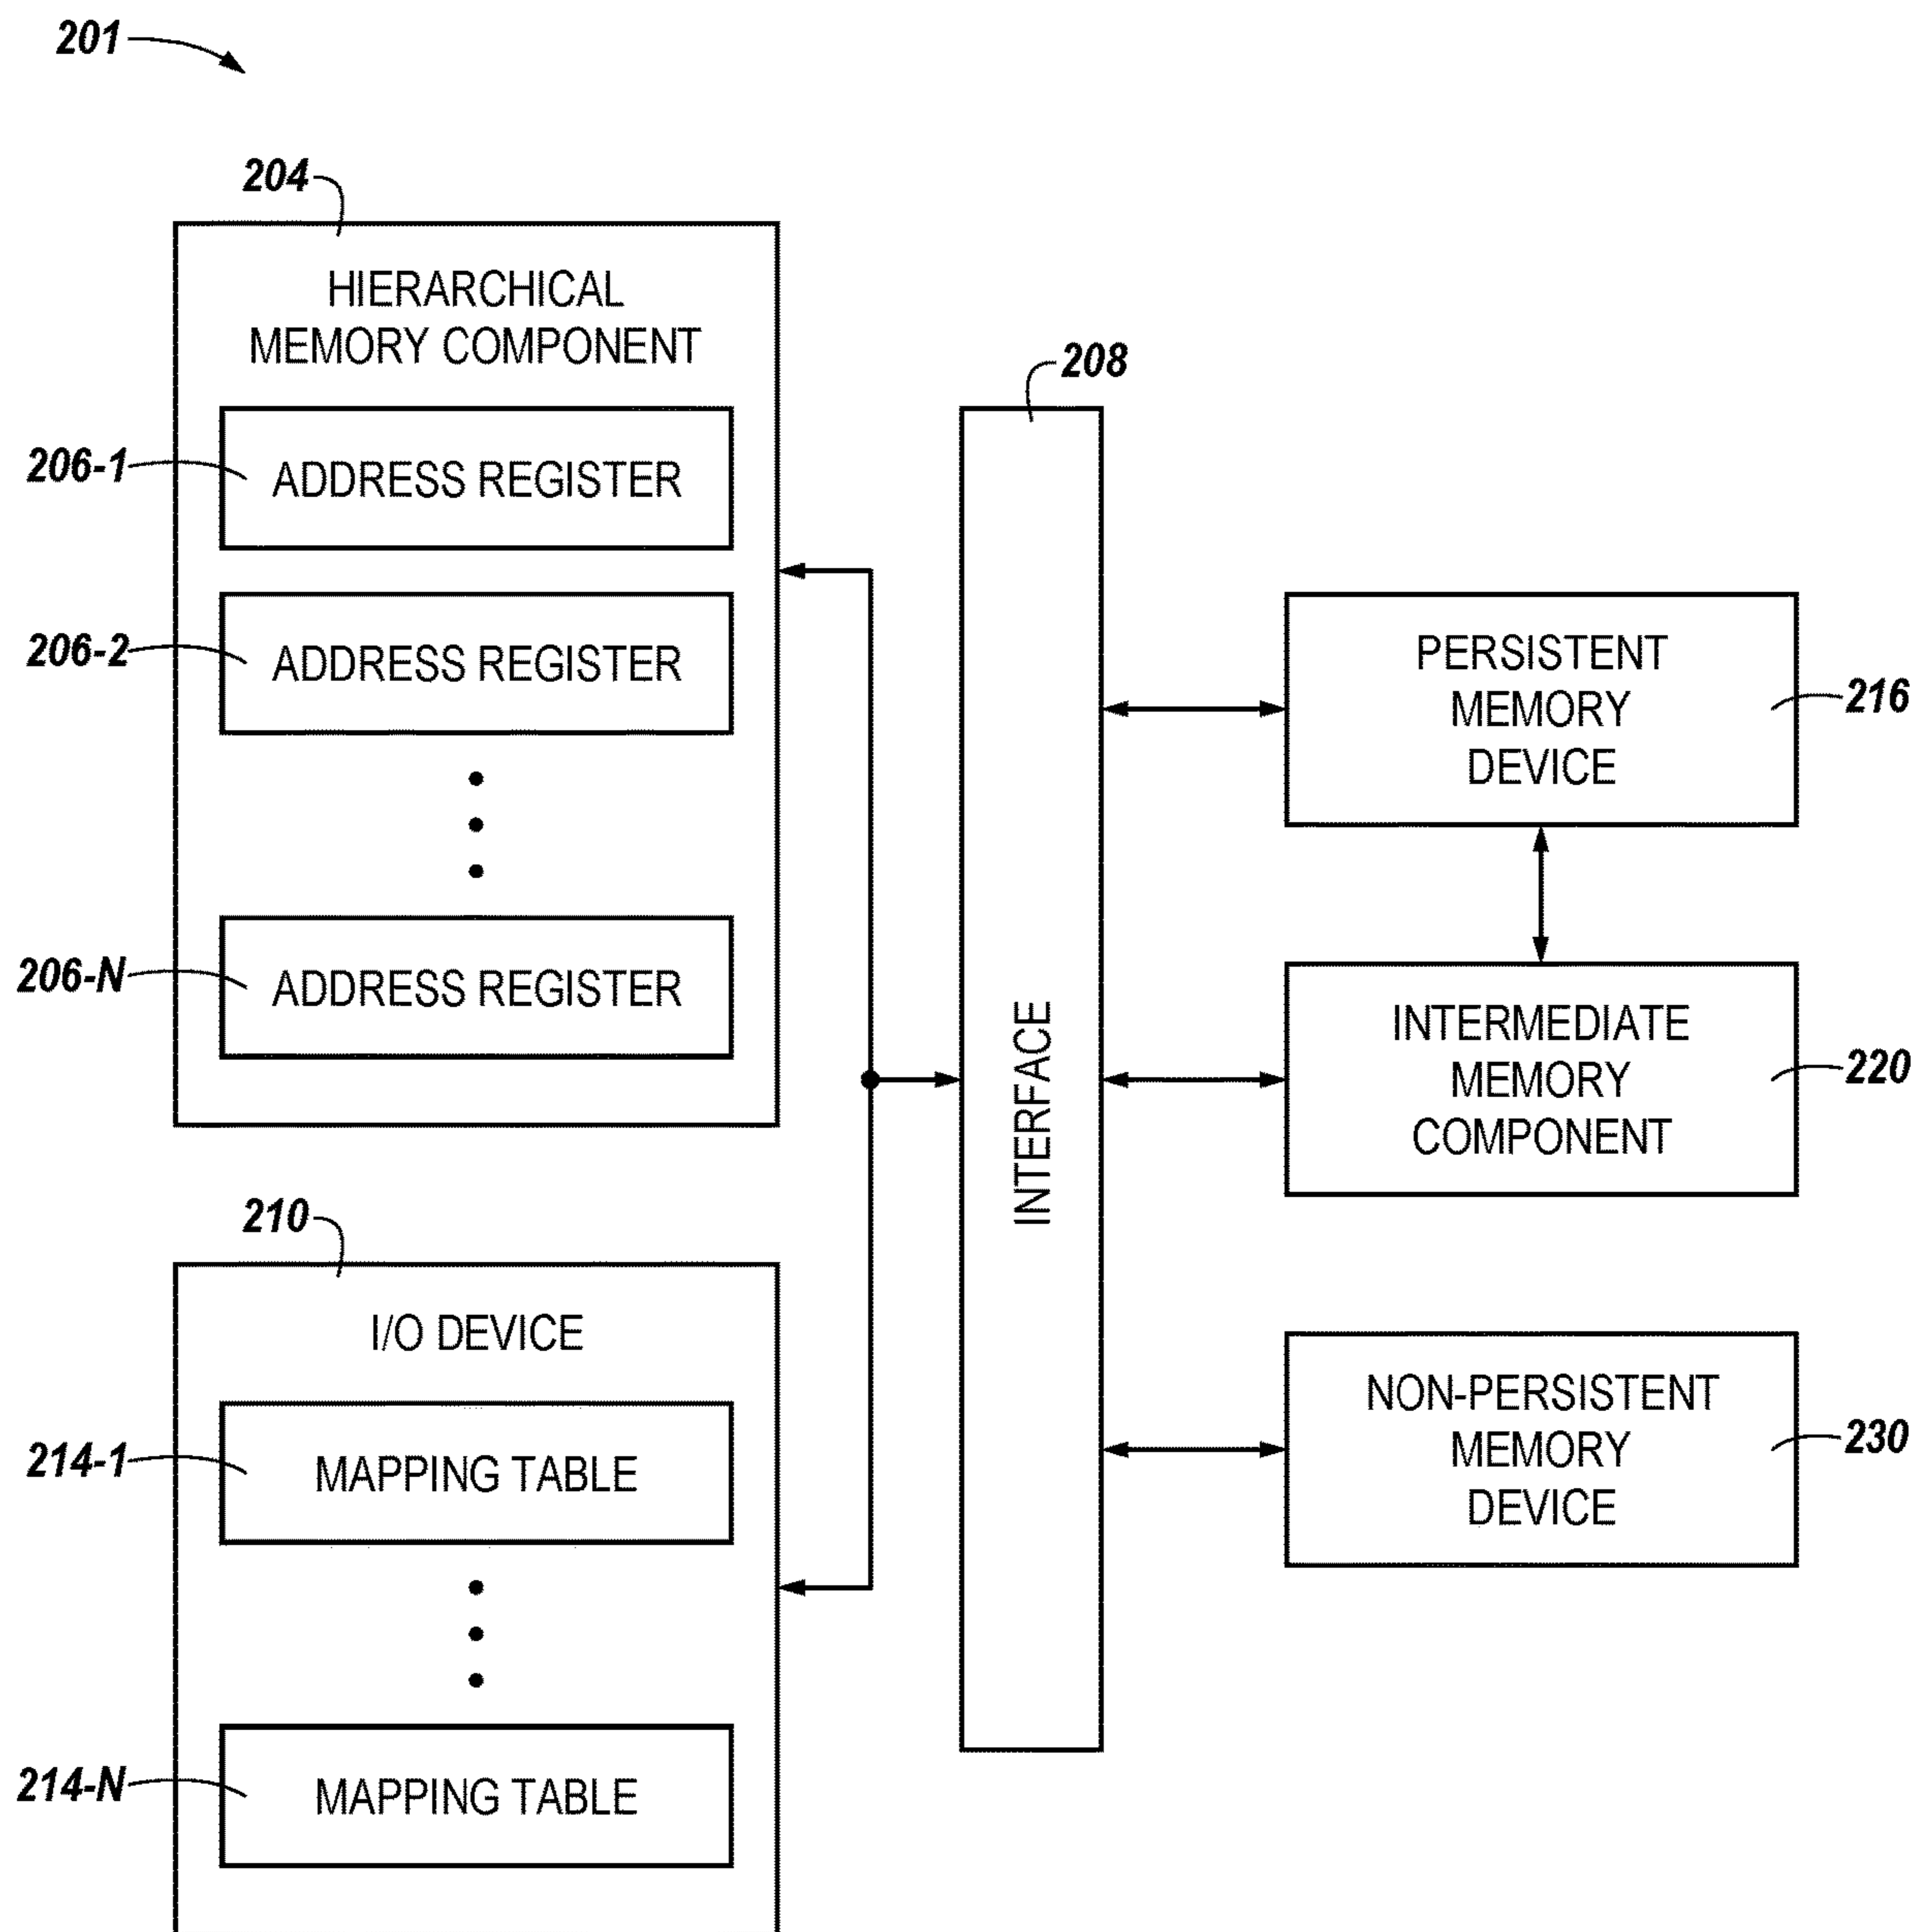 201
204
HIERARCHICAL
MEMORY COMPONENT
206-1
ADDRESS REGISTER
206-2
ADDRESS REGISTER
206-N
ADDRESS REGISTER
210
I/O DEVICE
214-1
MAPPING TABLE
214-N
MAPPING TABLE
208
INTERFACE
PERSISTENT
MEMORY
DEVICE
216
INTERMEDIATE
MEMORY
COMPONENT
220
NON-PERSISTENT
MEMORY
DEVICE
230